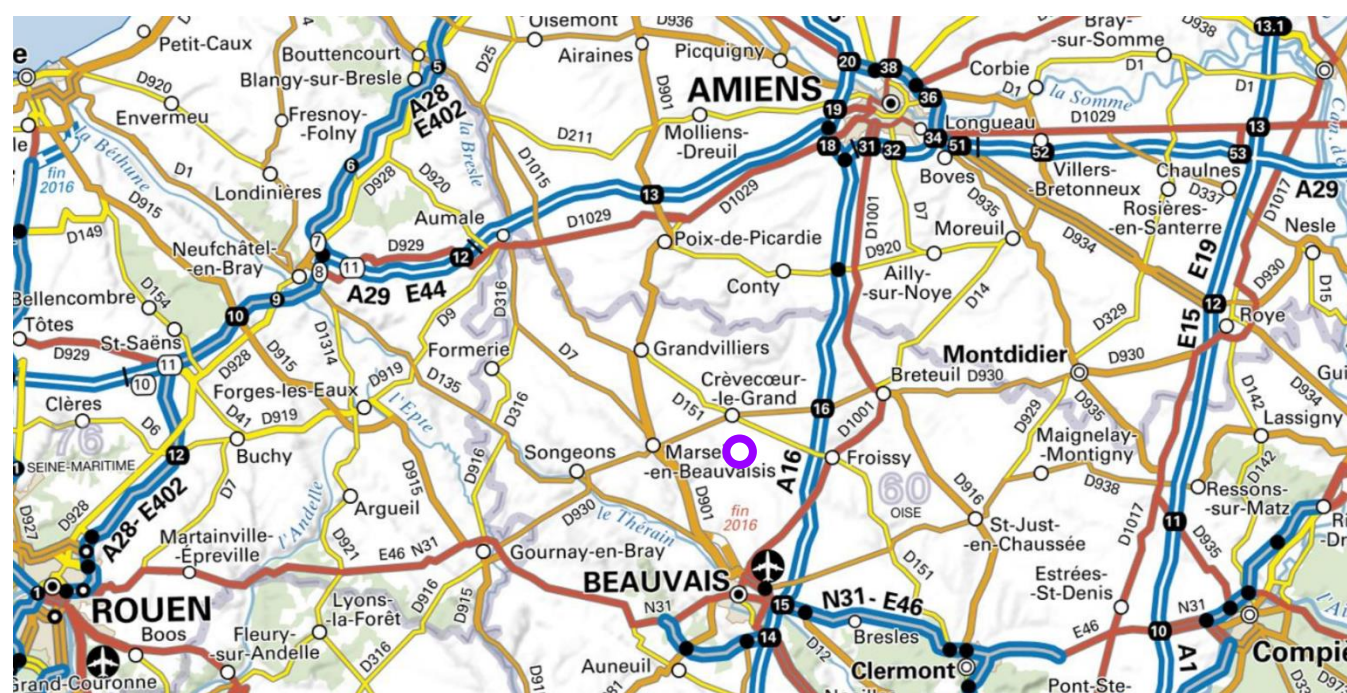 Petit-Caux
Oisemont
D936
Bray-
-sur-Somme
D938
13.1
Bouttencourt
Blangy-sur-Bresle
5
D25
Airaines
Picquigny
20
38
Corbie
D1
D920
Envermeu
Fresnoy-
-Folny
A28
E402
la Bresle
D901
AMIENS
19
36
D1
la Somme
D1
la Béthune
D211
Molliens-
-Dreuil
34
Longueau
D1029
13
fin
2016
D1
6
D928
D920
D1015
18
31
32
51
52
53
Londinières
13
Boves
Villers-
-Bretonneux
Chaulnes
D337
D1017
A29
D915
Aumale
D1029
D1029
D1001
D7
D935
Rosières-
-en-Santerre
D149
Neufchâtel-
-en-Bray
7
8
11
D929
12
Poix-de-Picardie
D920
Moreuil
D934
E19
Nesle
A29
E44
Conty
Ailly-
-sur-Noye
D14
D930
D15
Bellencombre
D154
9
10
D316
D329
12
Roye
Tôtes
St-Saëns
D1314
D9
D929
D928
D915
Formerie
D7
Grandvilliers
Montdidier
D930
E15
11
10
Forges-les-Eaux
D919
D135
Crèvecœur-
-le-Grand
Breteuil
D930
D142
D934
Clères
D6
D41
D919
l'Epte
D316
D151
16
D1001
D929
D935
Lassigny
76
SEINE-MARITIME
12
Buchy
Songeons
Marse
-en-Beauvaisis
Froissy
Maignelay-
-Montigny
D142
D7
D916
A16
60
OISE
D938
D927
D928
A28- E402
Argueil
D915
D930
D901
fin
2016
D916
Ressons-
-sur-Matz
l'Andelle
le Thérain
St-Just-
-en-Chaussée
D1017
11
D935
Martainville-
-Épreville
D921
E46
N31
Gournay-en-Bray
D151
1
BEAUVAIS
Estrées-
-St-Denis
ROUEN
Lyons-
-la-Forêt
D916
D915
N31
15
N31- E46
N31
Boos
Fleury-
-sur-Andelle
D316
14
D12
Bresles
E46
10
Auneuil
Clermont
A1
Grand-Couronne
Pont-Ste-